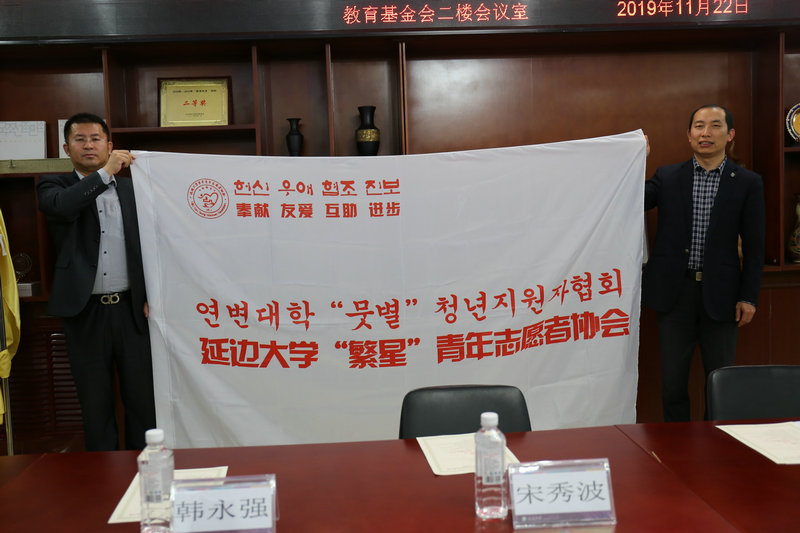 教育基金会二楼会议室 2019年11月22日
二等奖
헌신 우애 협조 진보
奉献 友爱 互助 进步
연변대학 “뭇별” 청년지원자협회
延边大学 “繁星” 青年志愿者协会
韩永强
宋秀波